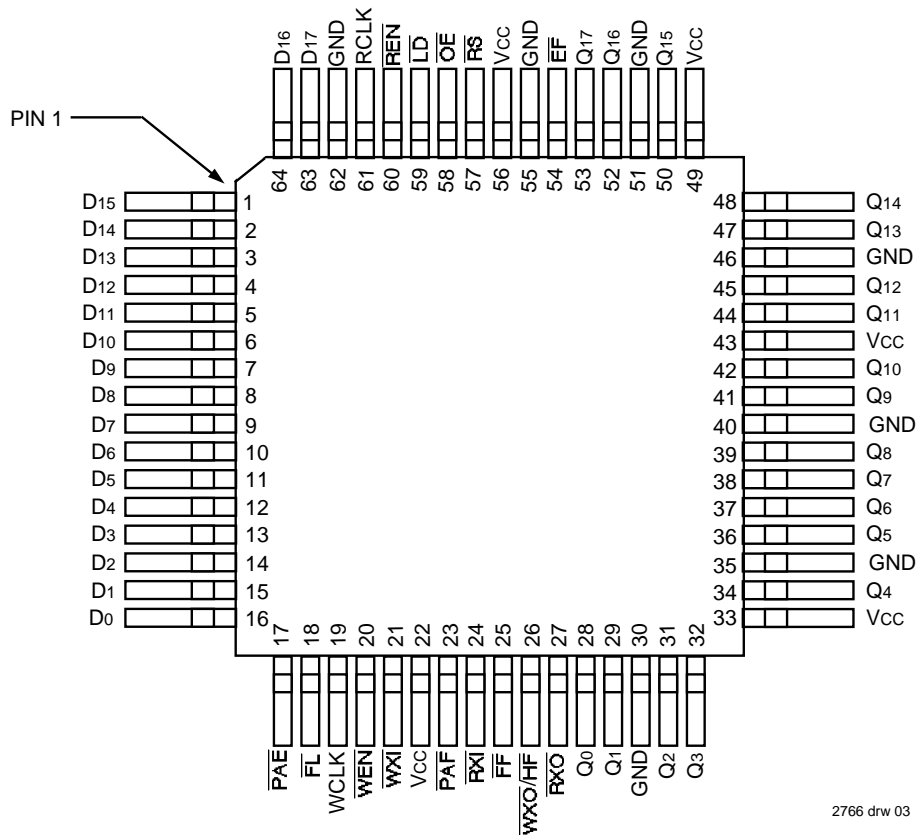 D16 D17 GND RCLK REN LD OE RS VCC GND EF Q17 Q16 GND Q15 VCC
PIN 1
64 63 62 61 60 59 58 57 56 55 54 53 52 51 50 49
D15 1 48 Q14
D14 2 47 Q13
D13 3 46 GND
D12 4 45 Q12
D11 5 44 Q11
D10 6 43 VCC
D9 7 42 Q10
D8 8 41 Q9
D7 9 40 GND
D6 10 39 Q8
D5 11 38 Q7
D4 12 37 Q6
D3 13 36 Q5
D2 14 35 GND
D1 15 34 Q4
D0 16 33 VCC
17 18 19 20 21 22 23 24 25 26 27 28 29 30 31 32
PAE FL WCLK WEN WXI VCC PAF RXI FF WXO/HF RXO Q0 Q1 GND Q2 Q3
2766 drw 03